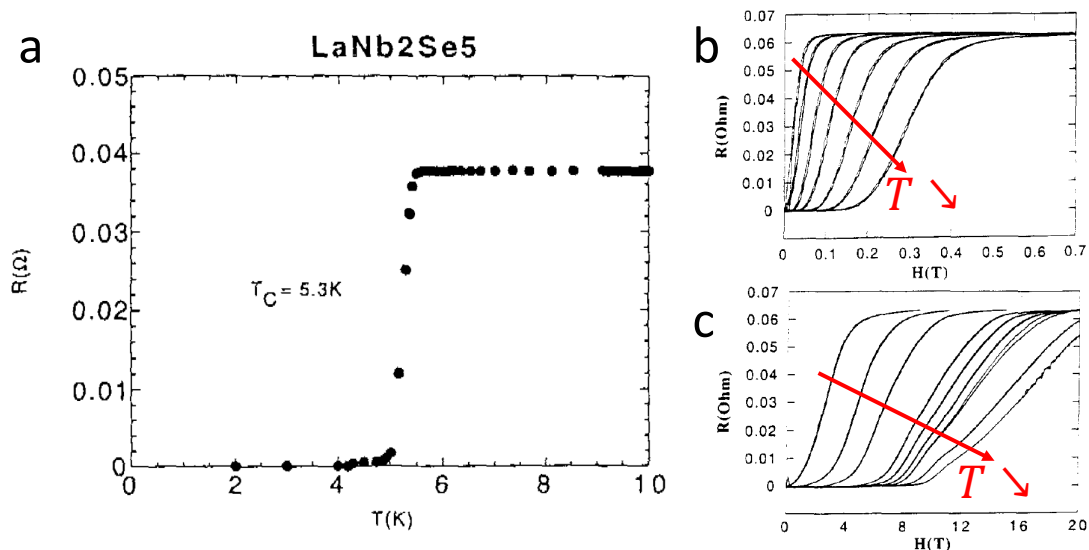 a
LaNb2Se5
0.05
0.04
0.03
0.02
0.01
0
R(Ω)
T_C = 5.3K
0 2 4 6 8 10
T(K)
b
0.07
0.06
0.05
0.04
0.03
0.02
0.01
0
R(Ohm)
T ↘
0 0.1 0.2 0.3 0.4 0.5 0.6 0.7
H(T)
c
0.07
0.06
0.05
0.04
0.03
0.02
0.01
0
R(Ohm)
T ↘
0 4 8 12 16 20
H(T)